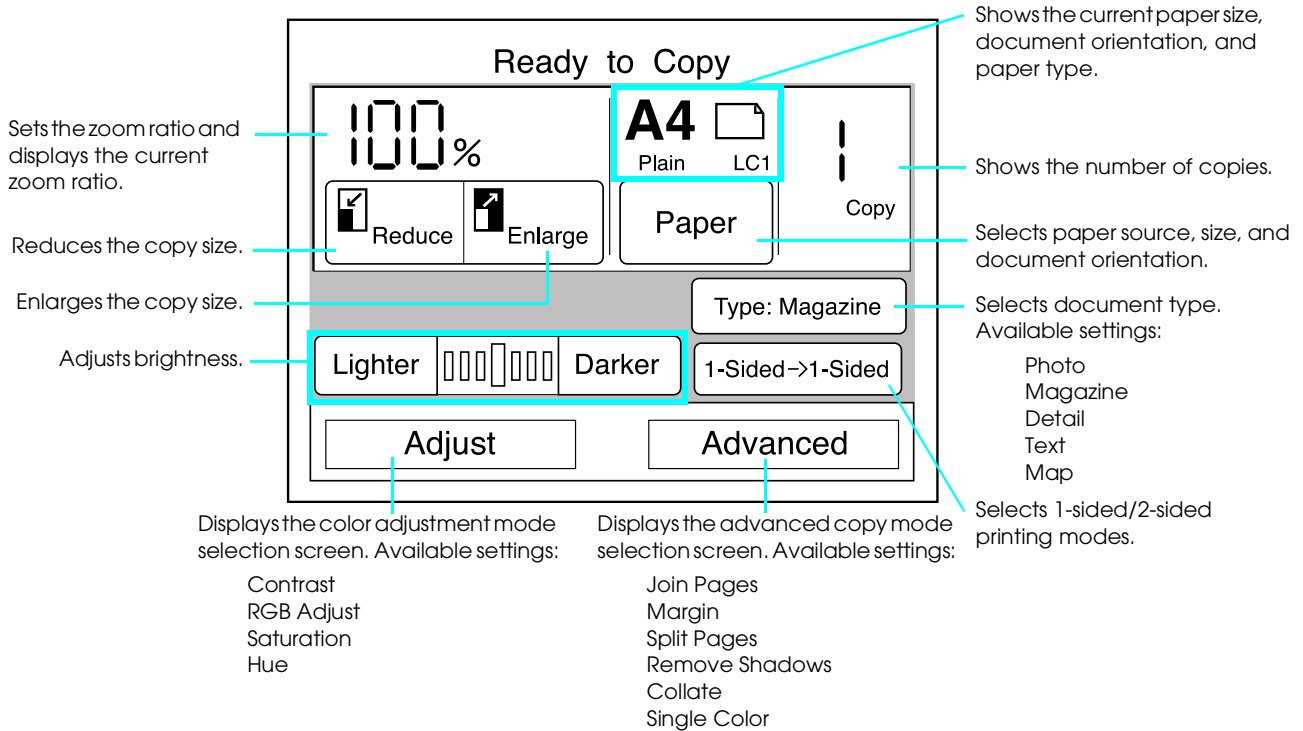 Shows the current paper size,
document orientation, and
paper type.
Ready to Copy
Sets the zoom ratio and
displays the current
zoom ratio.
100%
A4
Plain LC1
1
Copy
Shows the number of copies.
Reduces the copy size.
Reduce
Enlarge
Paper
Selects paper source, size, and
document orientation.
Enlarges the copy size.
Type: Magazine
Selects document type.
Available settings:
Photo
Magazine
Detail
Text
Map
Adjusts brightness.
Lighter
Darker
1-Sided→1-Sided
Adjust
Advanced
Selects 1-sided/2-sided
printing modes.
Displays the color adjustment mode
selection screen. Available settings:
Contrast
RGB Adjust
Saturation
Hue
Displays the advanced copy mode
selection screen. Available settings:
Join Pages
Margin
Split Pages
Remove Shadows
Collate
Single Color